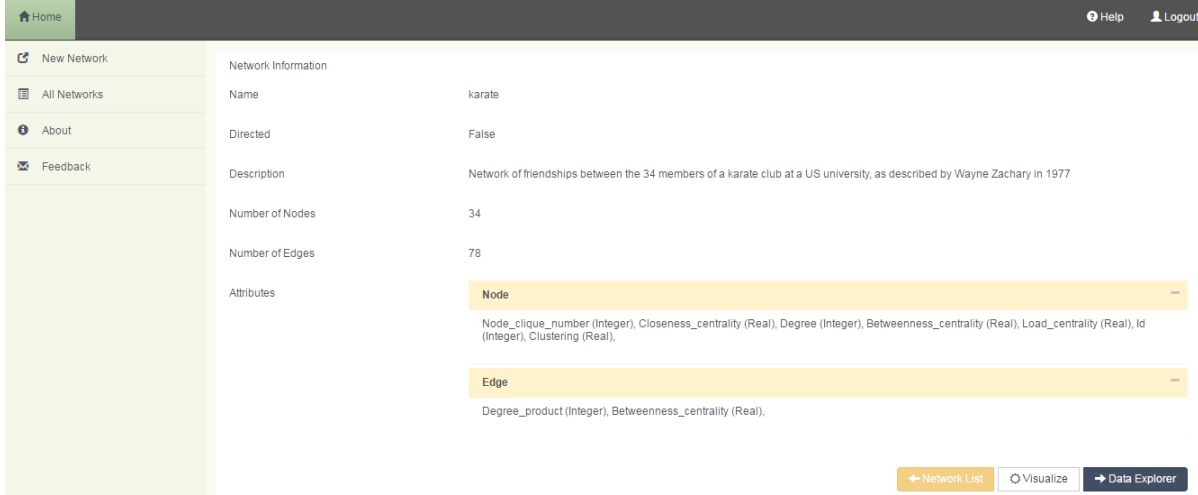 Home
Help
Logout
New Network
All Networks
About
Feedback
Network Information
Name karate
Directed False
Description Network of friendships between the 34 members of a karate club at a US university, as described by Wayne Zachary in 1977
Number of Nodes 34
Number of Edges 78
Attributes
Node
Node_clique_number (Integer), Closeness_centrality (Real), Degree (Integer), Betweenness_centrality (Real), Load_centrality (Real), Id
(Integer), Clustering (Real),
Edge
Degree_product (Integer), Betweenness_centrality (Real),
Network List
Visualize
Data Explorer